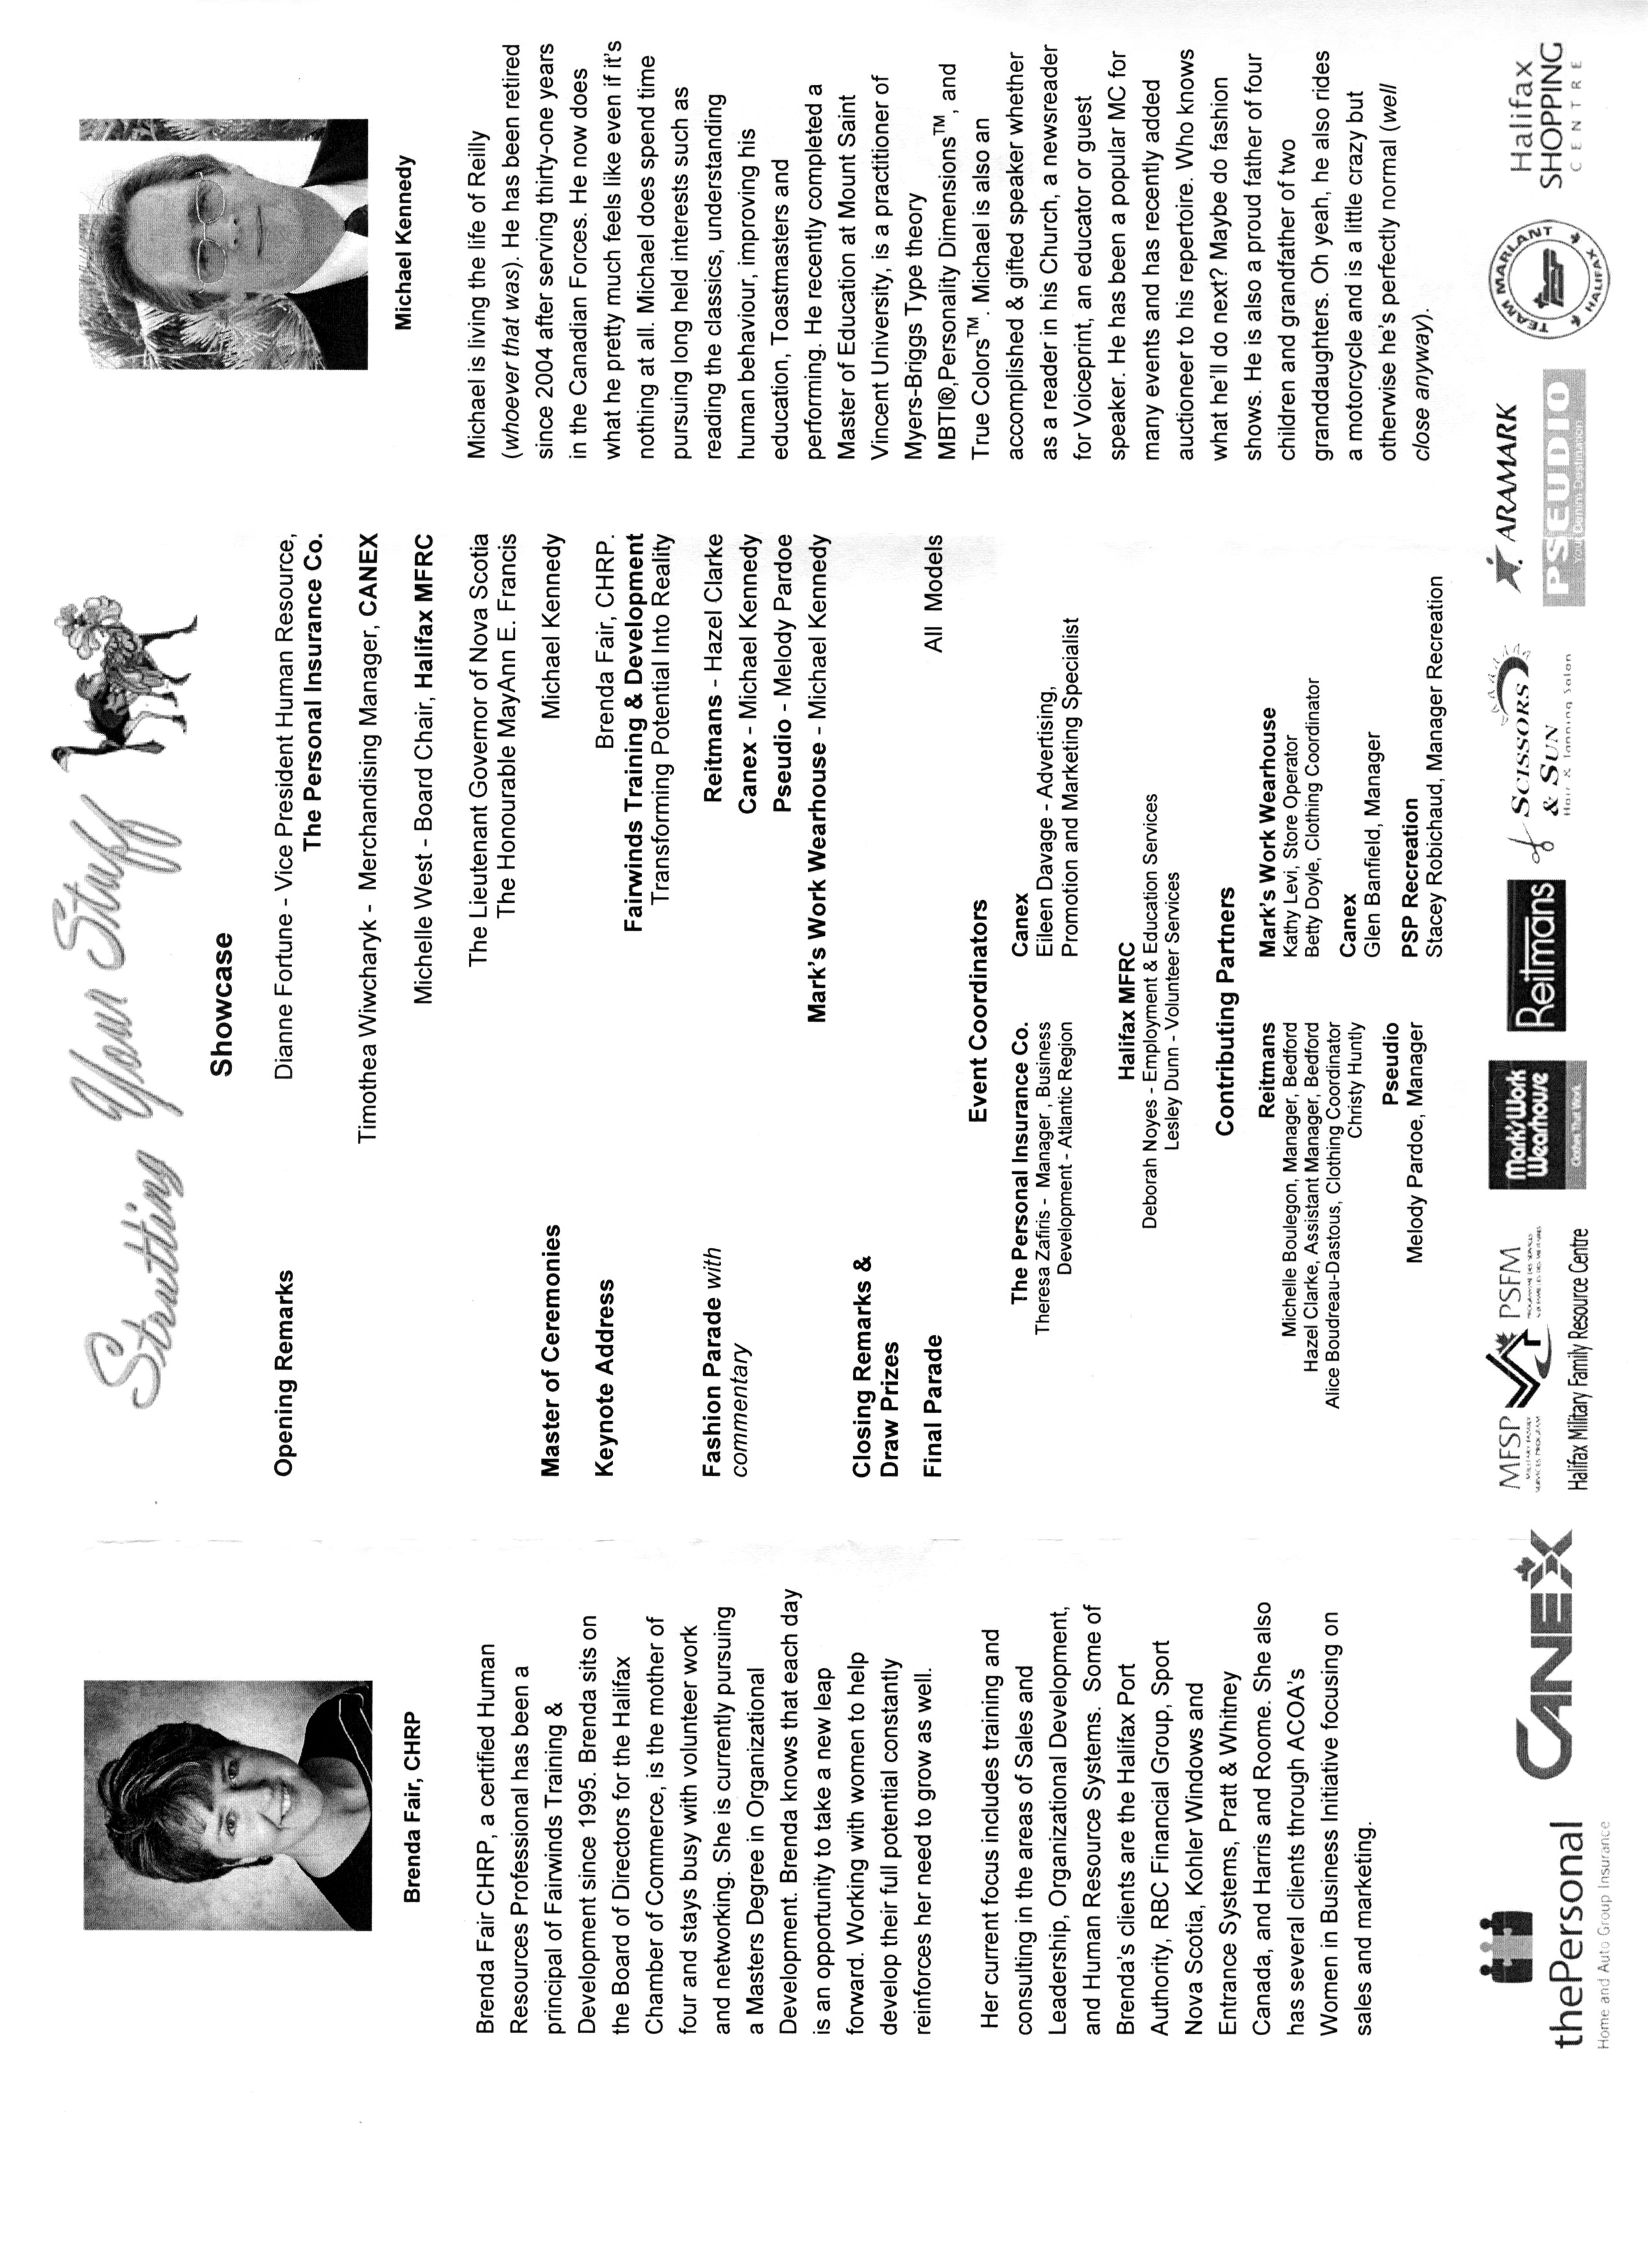 Brenda Fair, CHRP
Brenda Fair CHRP, a certified Human
Resources Professional has been a
principal of Fairwinds Training &
Development since 1995. Brenda sits on
the Board of Directors for the Halifax
Chamber of Commerce, is the mother of
four and stays busy with volunteer work
and networking. She is currently pursuing
a Masters Degree in Organizational
Development. Brenda knows that each day
is an opportunity to take a new leap
forward. Working with women to help
develop their full potential constantly
reinforces her need to grow as well.
Her current focus includes training and
consulting in the areas of Sales and
Leadership, Organizational Development,
and Human Resource Systems. Some of
Brenda's clients are the Halifax Port
Authority, RBC Financial Group, Sport
Nova Scotia, Kohler Windows and
Entrance Systems, Pratt & Whitney
Canada, and Harris and Roome. She also
has several clients through ACOA's
Women in Business Initiative focusing on
sales and marketing.
Strutting Your Stuff
Showcase
Opening Remarks
Dianne Fortune - Vice President Human Resource,
The Personal Insurance Co.
Timothea Wiwcharyk - Merchandising Manager, CANEX
Michelle West - Board Chair, Halifax MFRC
The Lieutenant Governor of Nova Scotia
The Honourable MayAnn E. Francis
Master of Ceremonies Michael Kennedy
Keynote Address Brenda Fair, CHRP.
Fairwinds Training & Development
Transforming Potential Into Reality
Fashion Parade with Reitmans - Hazel Clarke
commentary Canex - Michael Kennedy
Pseudio - Melody Pardoe
Mark's Work Wearhouse - Michael Kennedy
Closing Remarks &
Draw Prizes
Final Parade All Models
Event Coordinators
The Personal Insurance Co.
Theresa Zafiris - Manager , Business
Development - Atlantic Region
Canex
Eileen Davage - Advertising,
Promotion and Marketing Specialist
Halifax MFRC
Deborah Noyes - Employment & Education Services
Lesley Dunn - Volunteer Services
Contributing Partners
Reitmans
Michelle Boulegon, Manager, Bedford
Hazel Clarke, Assistant Manager, Bedford
Alice Boudreau-Dastous, Clothing Coordinator
Christy Huntly
Pseudio
Melody Pardoe, Manager
Mark's Work Wearhouse
Kathy Levi, Store Operator
Betty Doyle, Clothing Coordinator
Canex
Glen Banfield, Manager
PSP Recreation
Stacey Robichaud, Manager Recreation
Michael Kennedy
Michael is living the life of Reilly
(whoever that was). He has been retired
since 2004 after serving thirty-one years
in the Canadian Forces. He now does
what he pretty much feels like even if it's
nothing at all. Michael does spend time
pursuing long held interests such as
reading the classics, understanding
human behaviour, improving his
education, Toastmasters and
performing. He recently completed a
Master of Education at Mount Saint
Vincent University, is a practitioner of
Myers-Briggs Type theory
MBTI®,Personality Dimensions™, and
True Colors™. Michael is also an
accomplished & gifted speaker whether
as a reader in his Church, a newsreader
for Voiceprint, an educator or guest
speaker. He has been a popular MC for
many events and has recently added
auctioneer to his repertoire. Who knows
what he'll do next? Maybe do fashion
shows. He is also a proud father of four
children and grandfather of two
granddaughters. Oh yeah, he also rides
a motorcycle and is a little crazy but
otherwise he's perfectly normal (well
close anyway).
thePersonal
Home and Auto Group Insurance
CANEX
MFSP PSFM
Halifax Military Family Resource Centre
Mark's Work
Wearhouse
Clothes That Work
Reitmans
Scissors
& Sun
Hair & Tanning Salon
ARAMARK
PSEUDIO
Your Denim Destination
TEAM MARLANT
HALIFAX
Halifax
SHOPPING
CENTRE